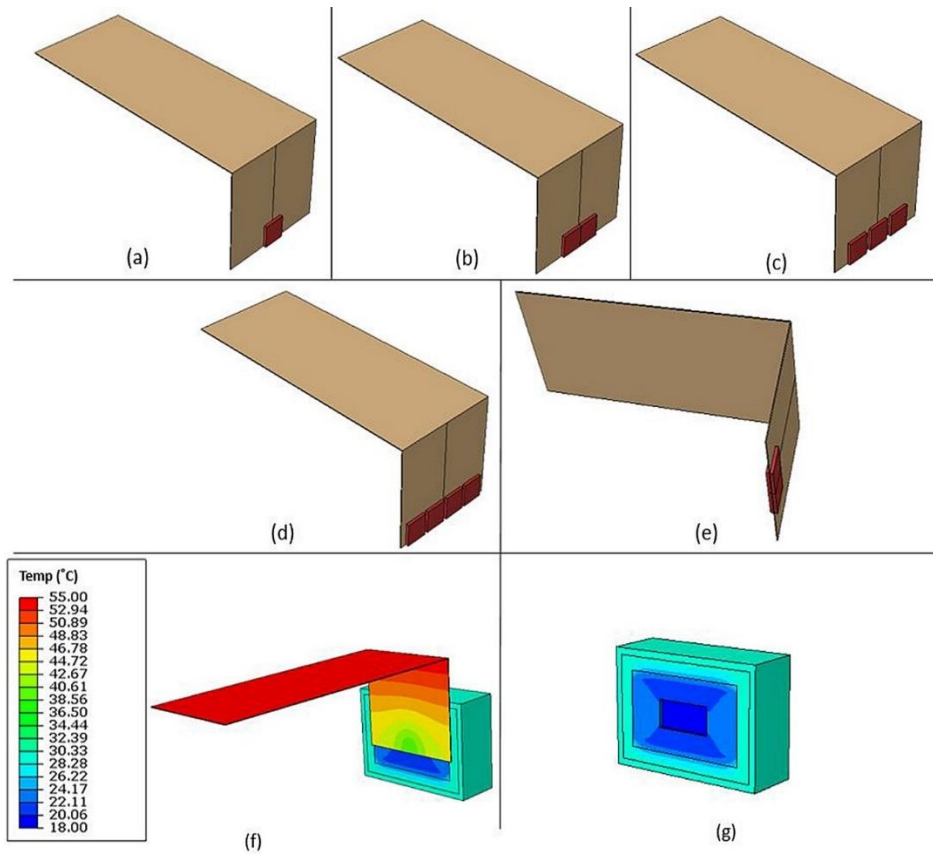 (a)
(b)
(c)
(d)
(e)
Temp (˚C)
55.00
52.94
50.89
48.83
46.78
44.72
42.67
40.61
38.56
36.50
34.44
32.39
30.33
28.28
26.22
24.17
22.11
20.06
18.00
(f)
(g)